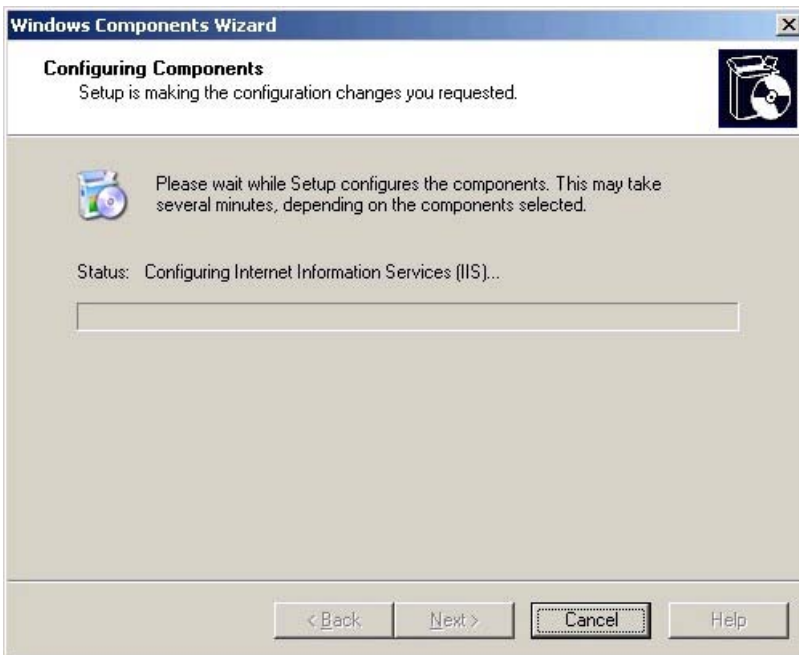 Windows Components Wizard
Configuring Components
Setup is making the configuration changes you requested.
Please wait while Setup configures the components. This may take
several minutes, depending on the components selected.
Status: Configuring Internet Information Services (IIS)...
< Back Next > Cancel Help